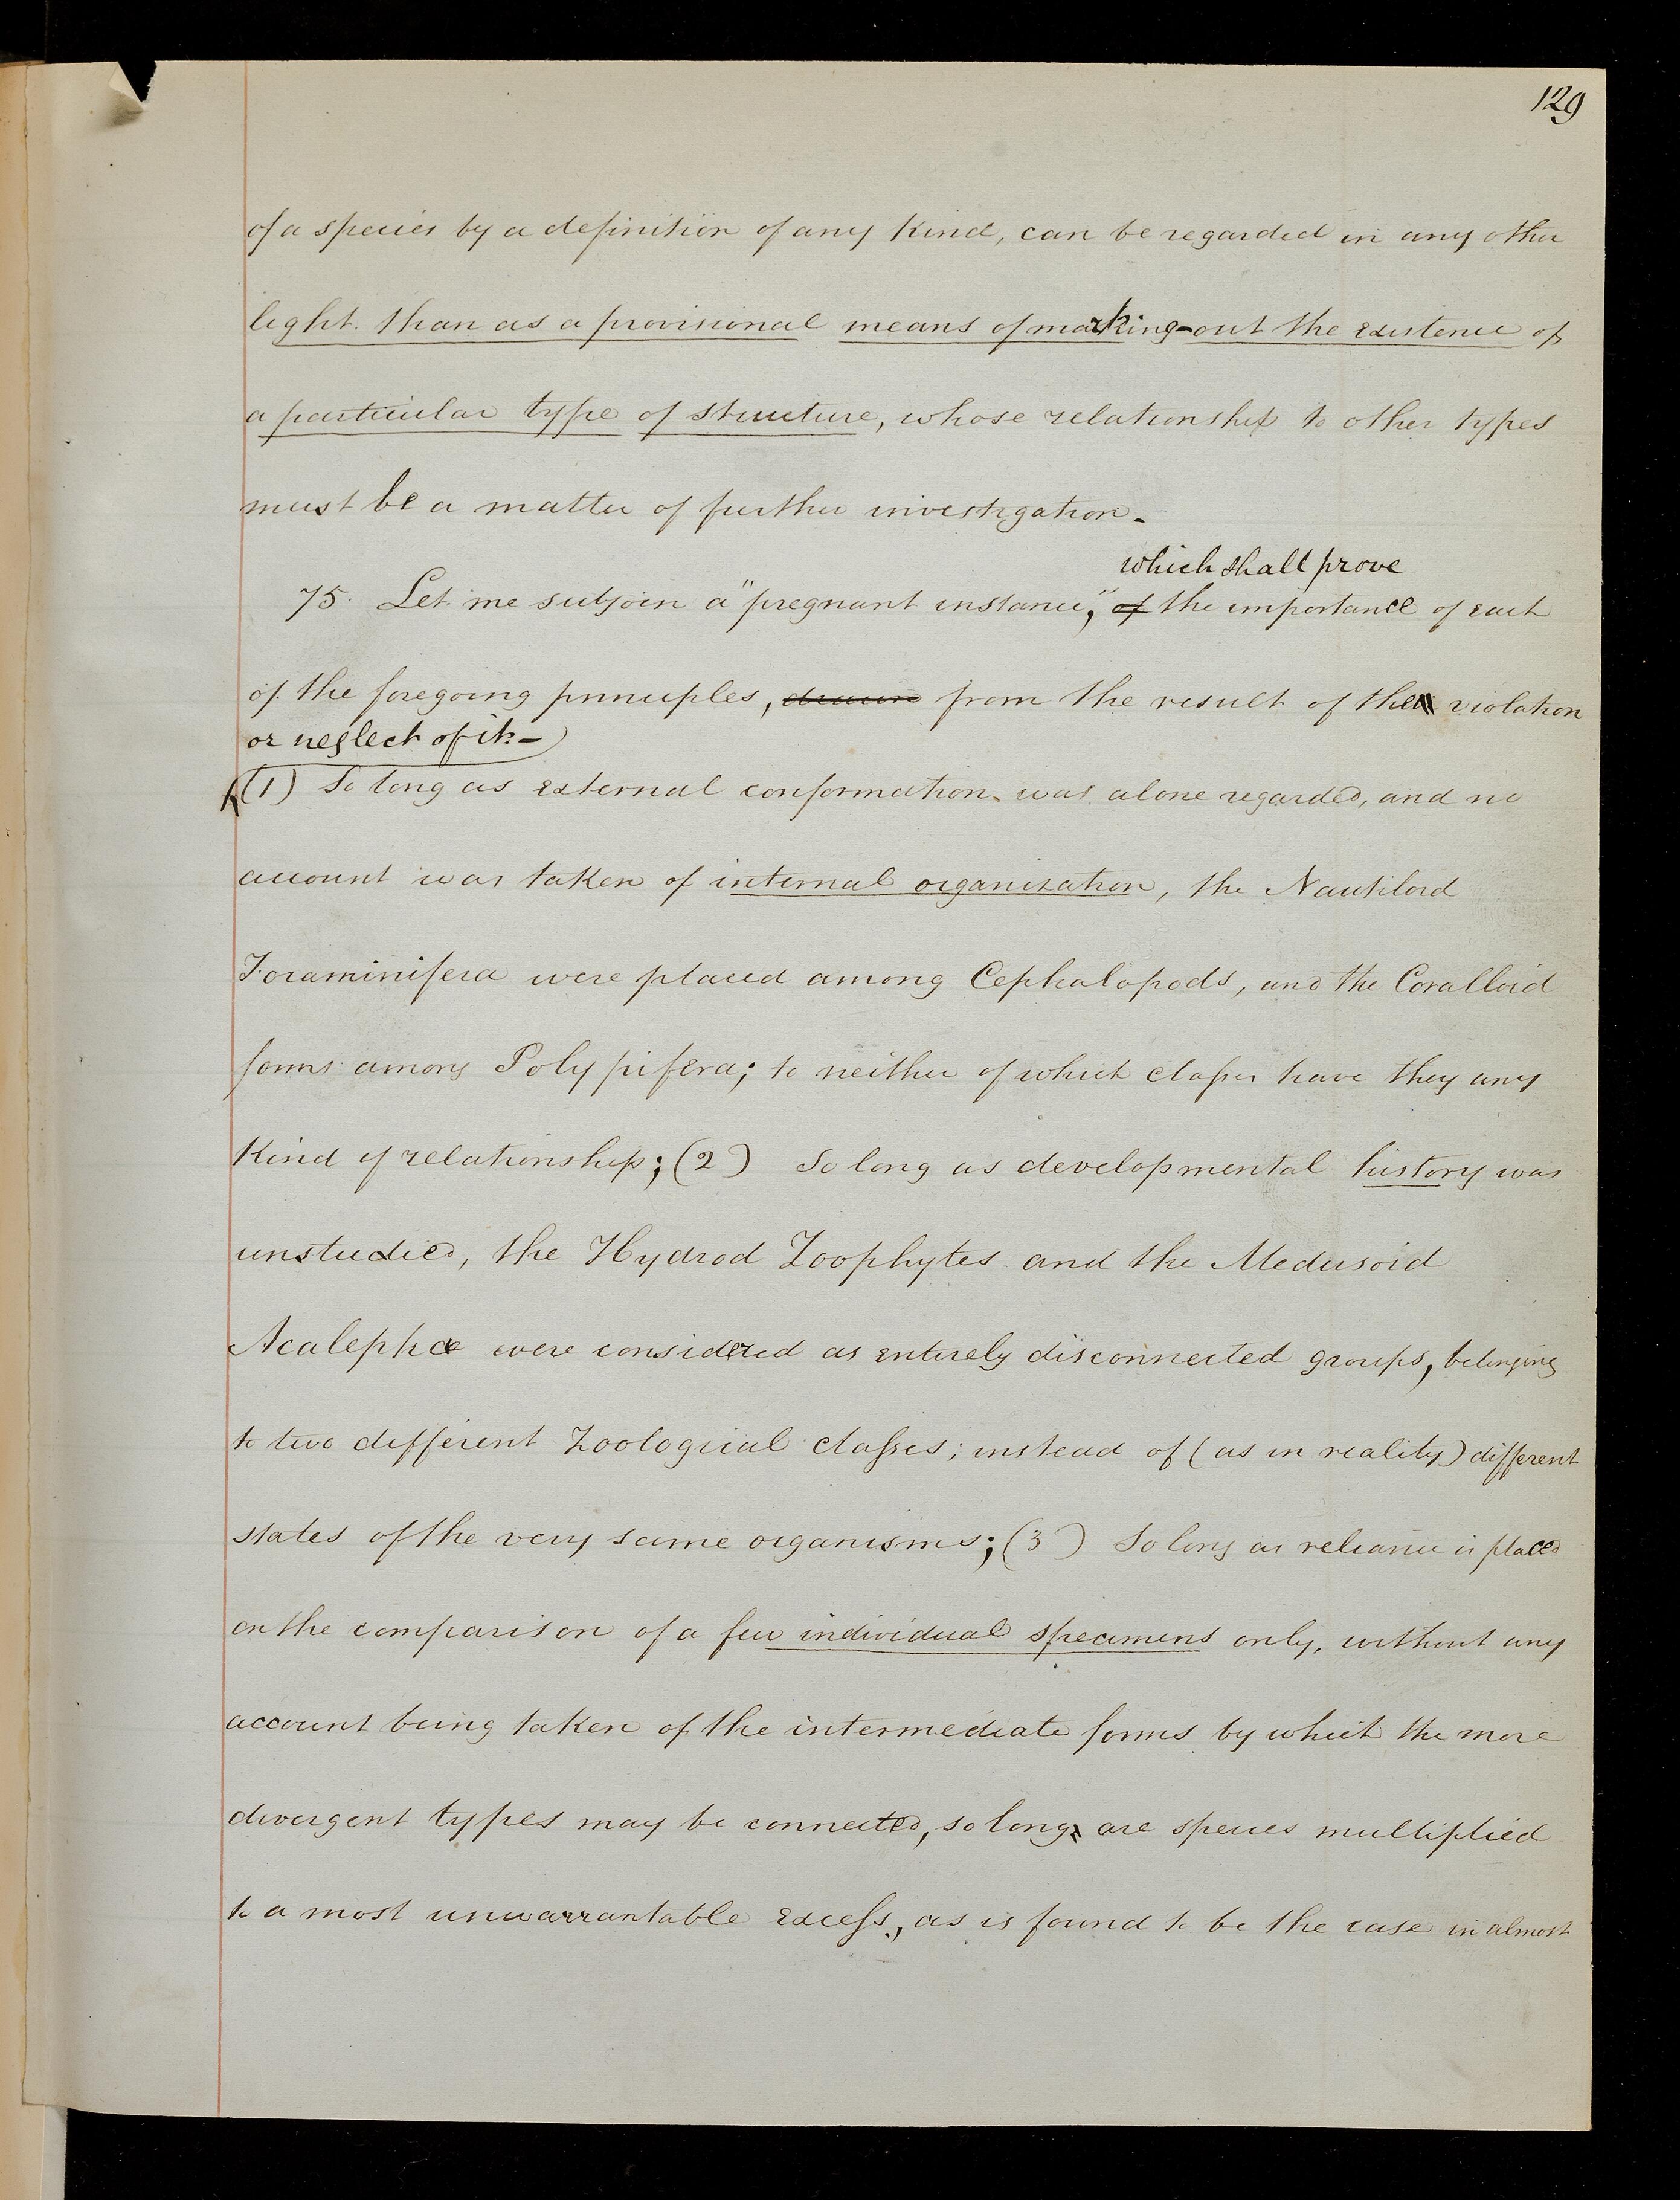 129
of a species by a definition of any Kind, can be regarded in any other
light than as a provisional means of marking-out the existence of
a particular type of structure, whose relationship to other types
must be a matter of further investigation.
which shall prove
75. Let me subjoin a "pregnant instance," of the importance of each
of the foregoing principles, drawn from the result of the violation
or neglect of it.-
(1) So long as external conformation was alone regarded, and no
account was taken of internal organization, the Nautiloid
Foraminifera were placed among Cephalopods, and the Coralloid
forms among Polypifera; to neither of which classes have they any
Kind of relationship; (2) So long as developmental history was
unstudied, the Hydroid Zoophytes and the Medusoid
Acalephæ were considered as entirely disconnected groups, belonging
to two different Zoological classes; instead of (as in reality) different
states of the very same organisms; (3) So long as reliance is placed
on the comparison of a few individual specimens only, without any
account being taken of the intermediate forms by which the more
divergent types may be connected, so long are species multiplied
to a most unwarrantable excess, as is found to be the case in almost